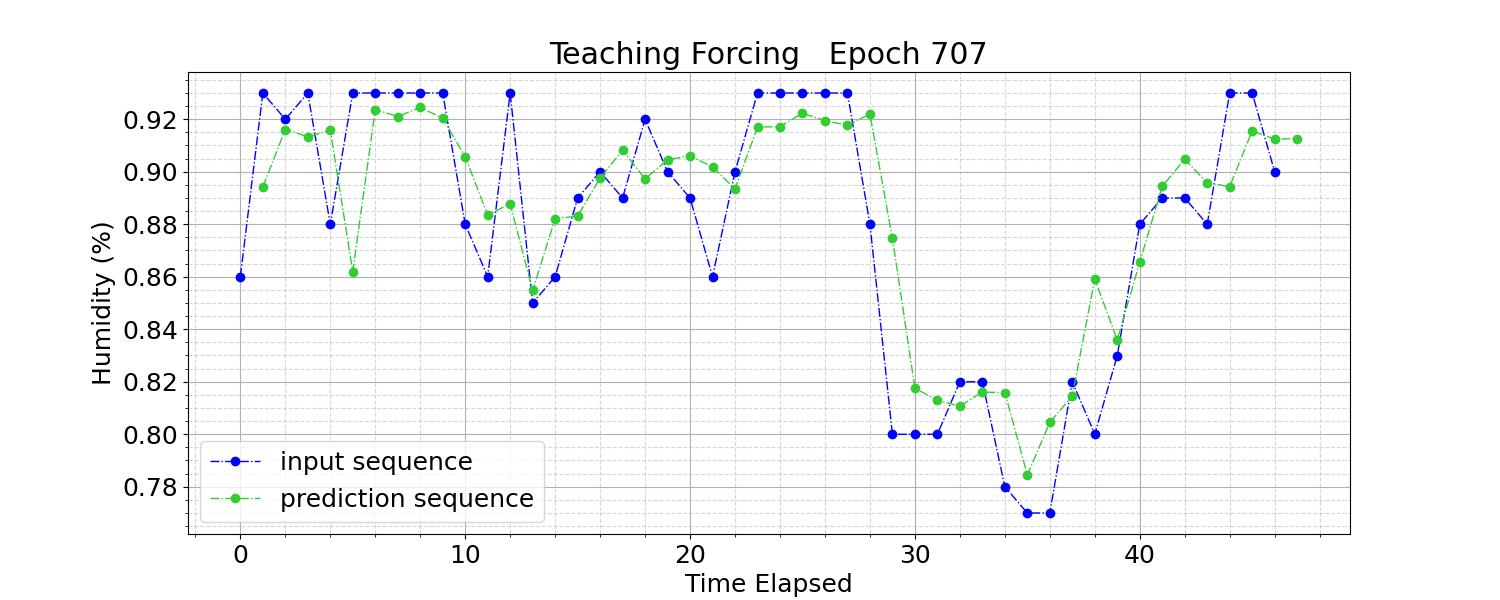 Teaching Forcing   Epoch 707
Humidity (%)
0.92
0.90
0.88
0.86
0.84
0.82
0.80
0.78
input sequence
prediction sequence
0 10 20 30 40
Time Elapsed